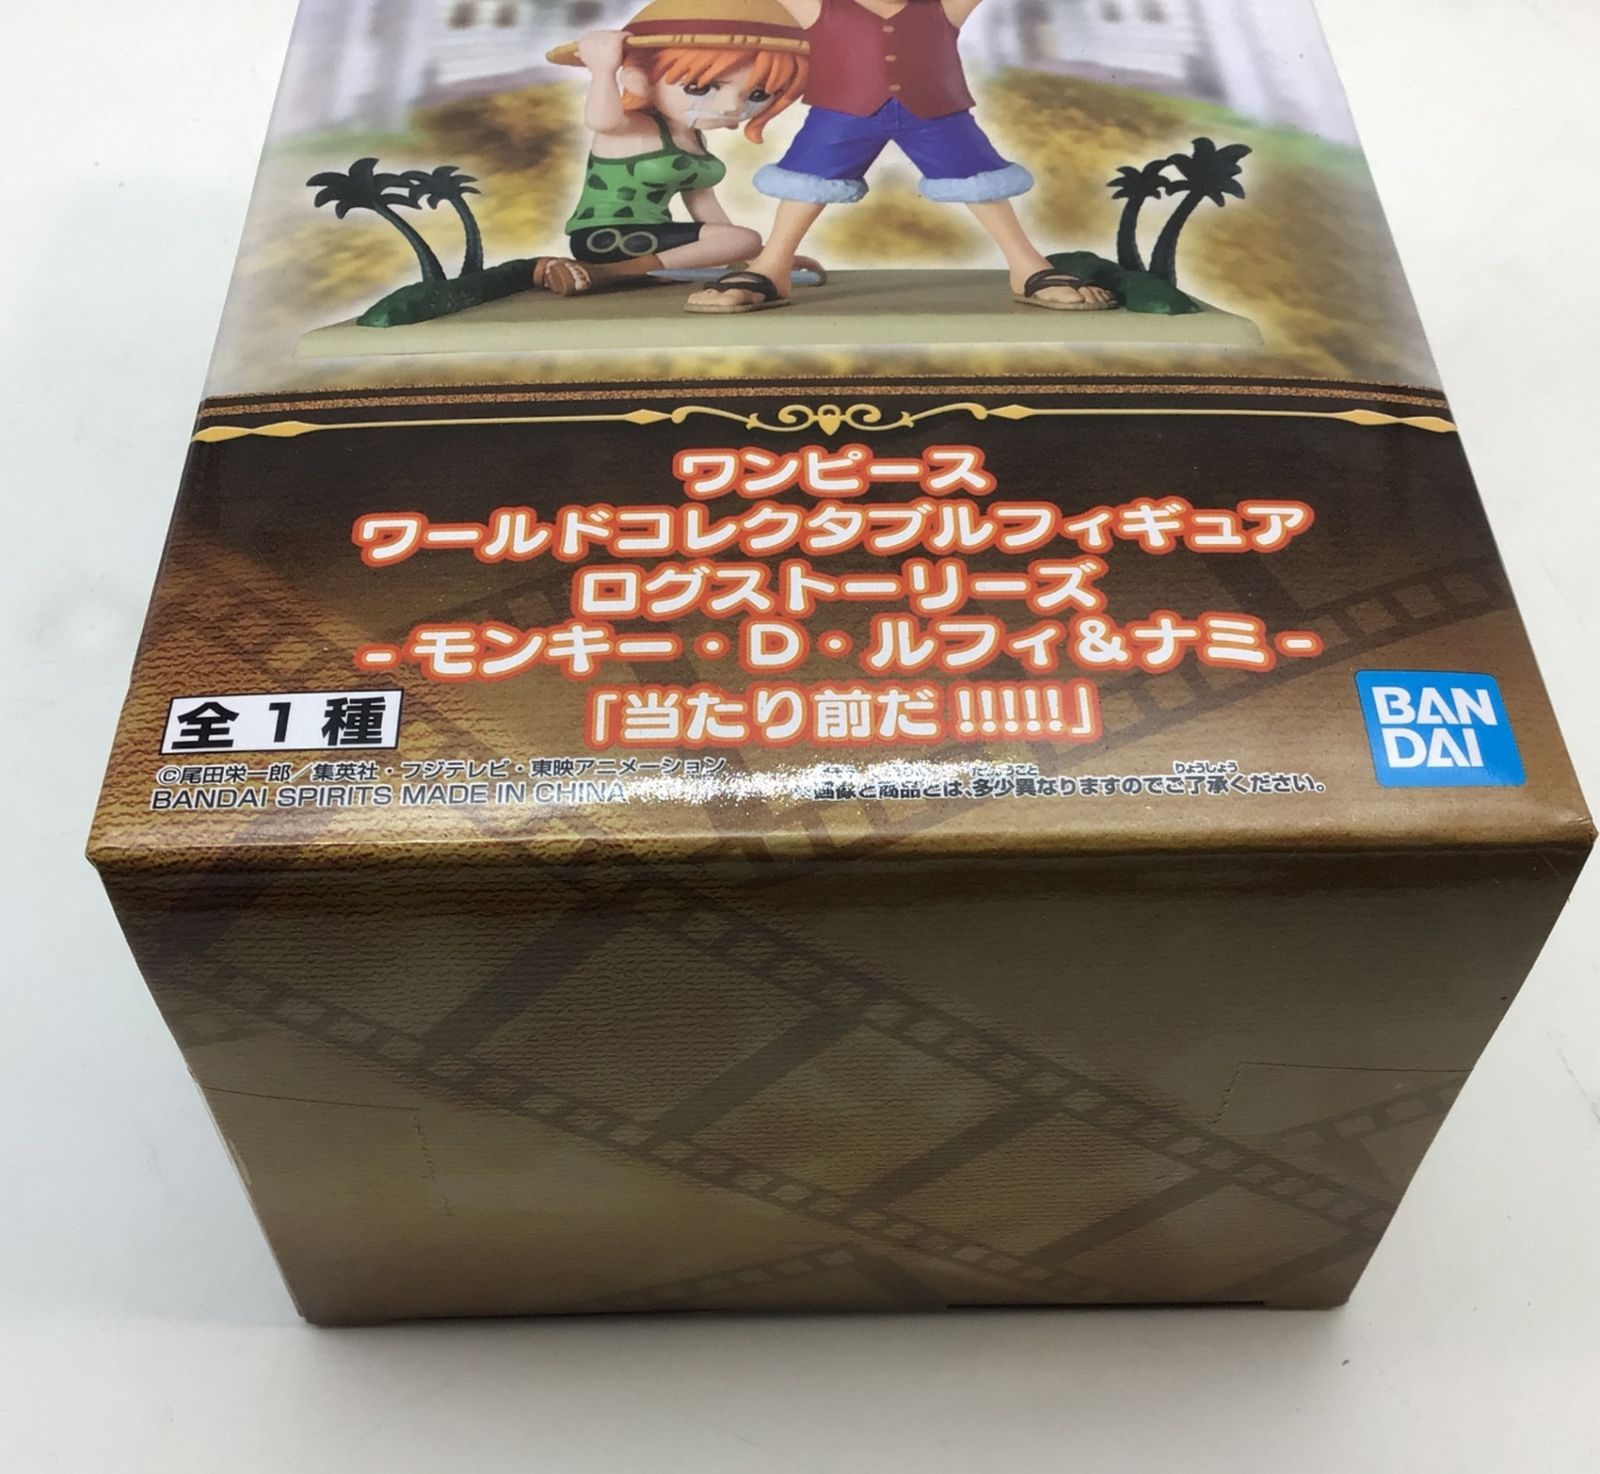 ワンピース
ワールドコレクタブルフィギュア
ログストーリーズ
-モンキー・D・ルフィ&ナミ-
「当たり前だ!!!!!」
全1種
BAN
DAI
©尾田栄一郎/集英社・フジテレビ・東映アニメーション
BANDAI SPIRITS MADE IN CHINA
画像と商品とは、多少異なりますのでご了承ください。